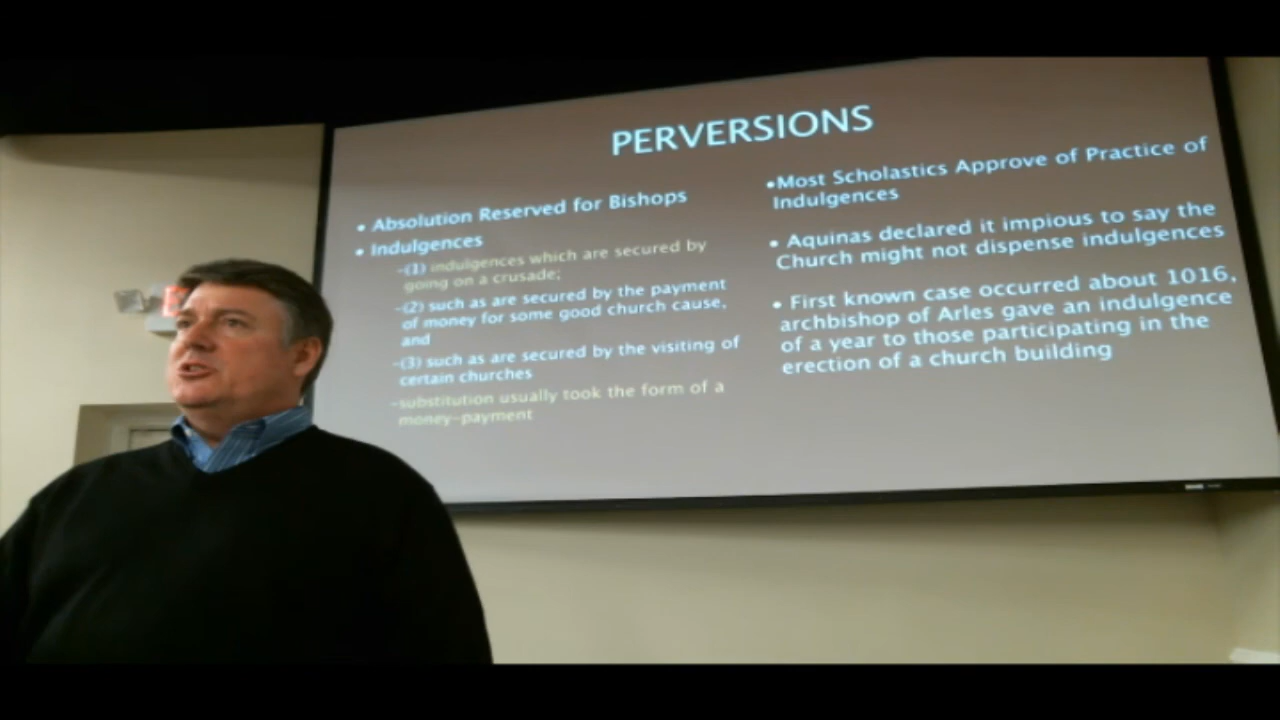 PERVERSIONS
• Absolution Reserved for Bishops
• Indulgences
-(1) indulgences which are secured by
going on a crusade;
-(2) such as are secured by the payment
of money for some good church cause,
and
-(3) such as are secured by the visiting of
certain churches
-substitution usually took the form of a
money-payment
•Most Scholastics Approve of Practice of
Indulgences
• Aquinas declared it impious to say the
Church might not dispense indulgences
• First known case occurred about 1016,
archbishop of Arles gave an indulgence
of a year to those participating in the
erection of a church building